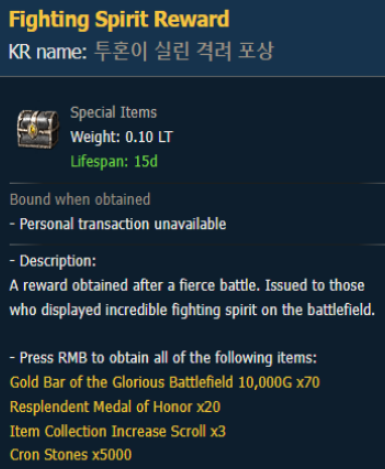 Fighting Spirit Reward
KR name: 투혼이 실린 격려 포상
Special Items
Weight: 0.10 LT
Lifespan: 15d
Bound when obtained
- Personal transaction unavailable
- Description:
A reward obtained after a fierce battle. Issued to those
who displayed incredible fighting spirit on the battlefield.
- Press RMB to obtain all of the following items:
Gold Bar of the Glorious Battlefield 10,000G x70
Resplendent Medal of Honor x20
Item Collection Increase Scroll x3
Cron Stones x5000